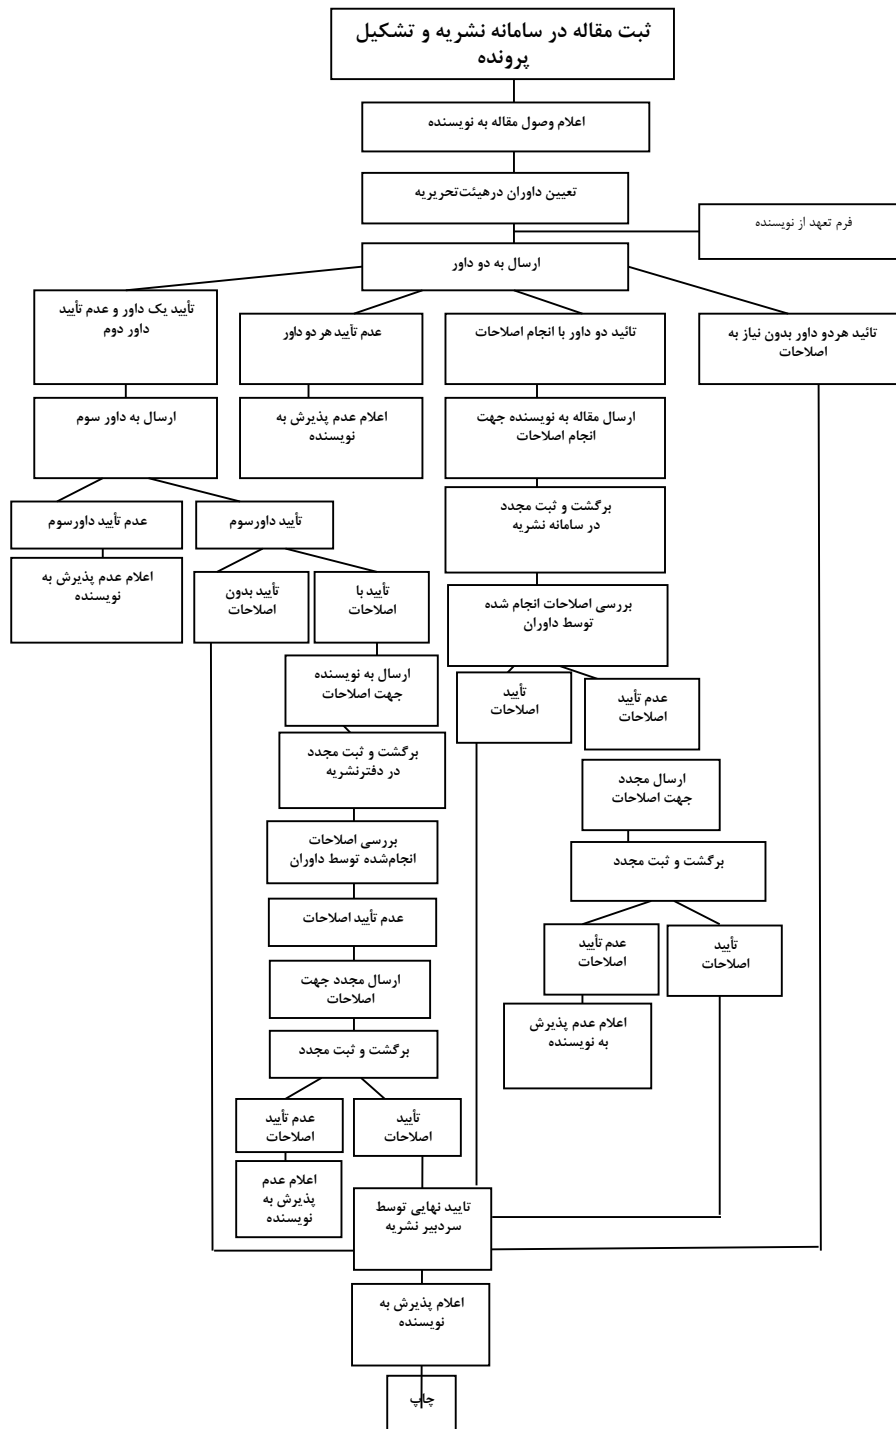 ثبت مقاله در سامانه نشریه و تشکیل
پرونده
اعلام وصول مقاله به نویسنده
تعیین داوران درهیئت‌تحریریه
فرم تعهد از نویسنده
ارسال به دو داور
تائید هردو داور بدون نیاز به
اصلاحات
تائید دو داور با انجام اصلاحات
عدم تأیید هر دو داور
تأیید یک داور و عدم تأیید
داور دوم
ارسال مقاله به نویسنده جهت
انجام اصلاحات
اعلام عدم پذیرش به
نویسنده
ارسال به داور سوم
برگشت و ثبت مجدد
در سامانه نشریه
تأیید داورسوم
عدم تأیید داورسوم
اعلام عدم پذیرش به
نویسنده
تأیید با
اصلاحات
تأیید بدون
اصلاحات
بررسی اصلاحات انجام شده
توسط داوران
ارسال به نویسنده
جهت اصلاحات
تأیید
اصلاحات
عدم تأیید
اصلاحات
برگشت و ثبت مجدد
در دفترنشریه
ارسال مجدد
جهت اصلاحات
بررسی اصلاحات
انجام‌شده توسط داوران
برگشت و ثبت مجدد
عدم تأیید اصلاحات
تأیید
اصلاحات
عدم تأیید
اصلاحات
ارسال مجدد جهت
اصلاحات
اعلام عدم پذیرش
به نویسنده
برگشت و ثبت مجدد
تأیید
اصلاحات
عدم تأیید
اصلاحات
اعلام عدم
پذیرش به
نویسنده
تایید نهایی توسط
سردبیر نشریه
اعلام پذیرش به
نویسنده
چاپ